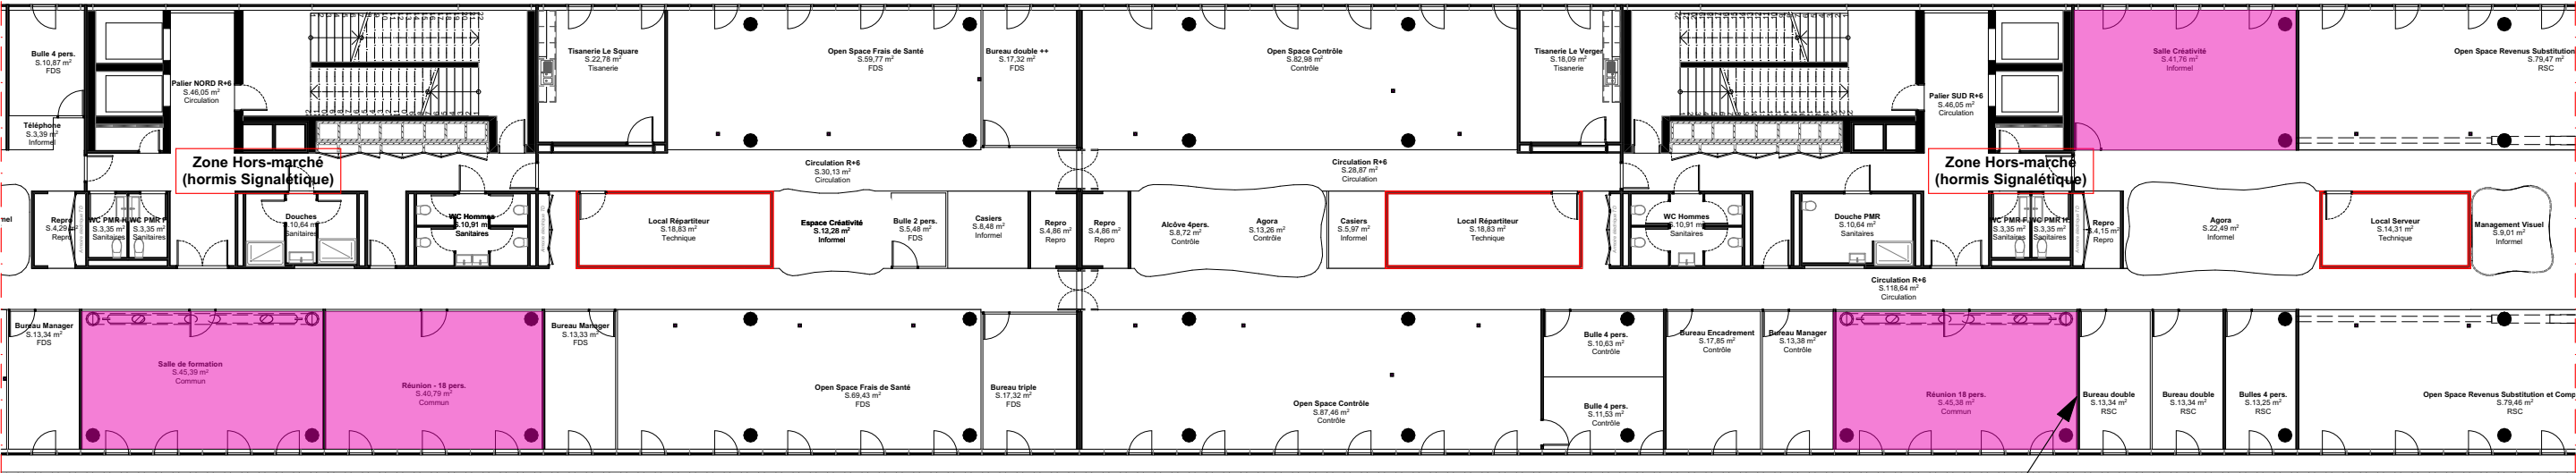 Bulle 4 pers.
S.10,87 m²
FDS
Téléphone
S.3,39 m²
Informel
Palier NORD R+6
S.46,05 m²
Circulation
Zone Hors-marché
(hormis Signalétique)
Tisanerie Le Square
S.22,78 m²
Tisanerie
Open Space Frais de Santé
S.59,77 m²
FDS
Bureau double ++
S.17,32 m²
FDS
Open Space Contrôle
S.82,98 m²
Contrôle
Tisanerie Le Verger
S.18,09 m²
Tisanerie
Palier SUD R+6
S.46,05 m²
Circulation
Zone Hors-marché
(hormis Signalétique)
Salle Créativité
S.41,76 m²
Informel
Open Space Revenus Substitution
S.79,47 m²
RSC
Circulation R+6
S.30,13 m²
Circulation
Circulation R+6
S.28,87 m²
Circulation
mel
Repro
S.4,29
Repro
WC PMR H
S.3,35 m²
Sanitaires
WC PMR F
S.3,35 m²
Sanitaires
Douches
S.10,64 m²
Sanitaires
WC Hommes
S.10,91 m²
Sanitaires
Local Répartiteur
S.18,83 m²
Technique
Espace Créativité
S.12,28 m²
Informel
Bulle 2 pers.
S.5,48 m²
FDS
Casiers
S.8,48 m²
Informel
Repro
S.4,86 m²
Repro
Repro
S.4,86 m²
Repro
Alcôve 4pers.
S.8,72 m²
Contrôle
Agora
S.13,26 m²
Contrôle
Casiers
S.5,97 m²
Informel
Local Répartiteur
S.18,83 m²
Technique
WC Hommes
S.10,91 m²
Sanitaires
Douche PMR
S.10,64 m²
Sanitaires
WC PMR F
S.3,35 m²
Sanitaires
WC PMR H
S.3,35 m²
Sanitaires
Repro
S.4,15 m²
Repro
Agora
S.22,49 m²
Informel
Local Serveur
S.14,31 m²
Technique
Management Visuel
S.9,01 m²
Informel
Circulation R+6
S.118,64 m²
Circulation
Bureau Manager
S.13,34 m²
FDS
Salle de formation
S.45,39 m²
Commun
Réunion - 18 pers.
S.40,79 m²
Commun
Bureau Manager
S.13,33 m²
FDS
Open Space Frais de Santé
S.69,43 m²
FDS
Bureau triple
S.17,32 m²
FDS
Open Space Contrôle
S.87,46 m²
Contrôle
Bulle 4 pers.
S.10,63 m²
Contrôle
Bulle 4 pers.
S.11,53 m²
Contrôle
Bureau Encadrement
S.17,85 m²
Contrôle
Bureau Manager
S.13,38 m²
Contrôle
Réunion 18 pers.
S.45,38 m²
Commun
Bureau double
S.13,34 m²
RSC
Bureau double
S.13,34 m²
RSC
Bulles 4 pers.
S.13,25 m²
RSC
Open Space Revenus Substitution et Comp
S.79,46 m²
RSC